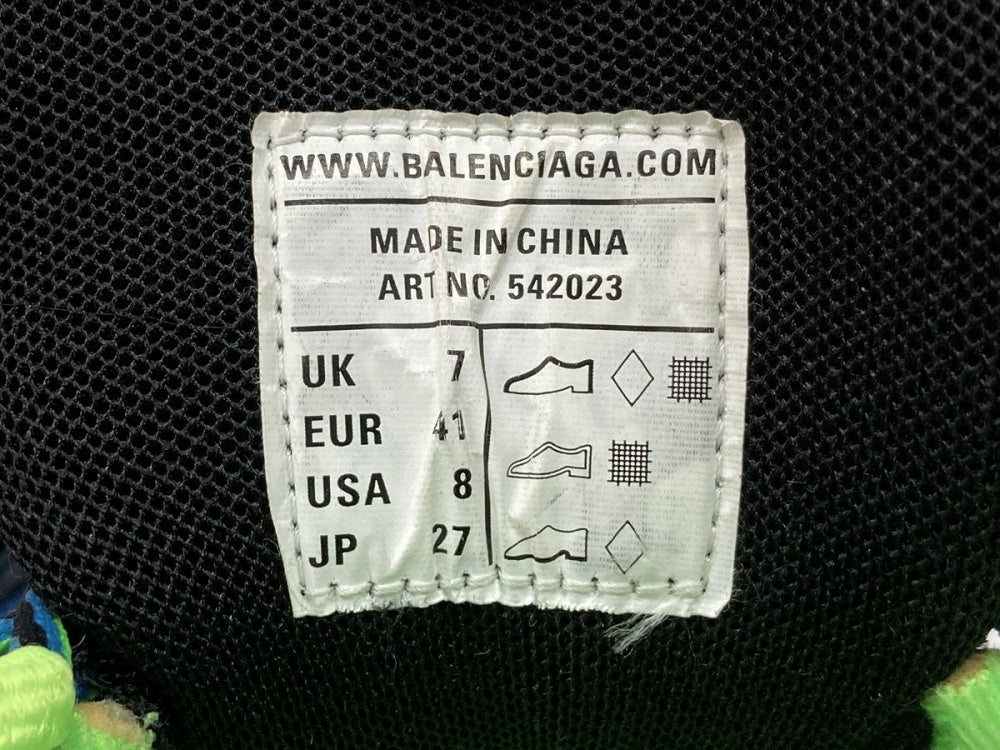 WWW.BALENCIAGA.COM
MADE IN CHINA
ART NO. 542023
UK 7
EUR 41
USA 8
JP 27